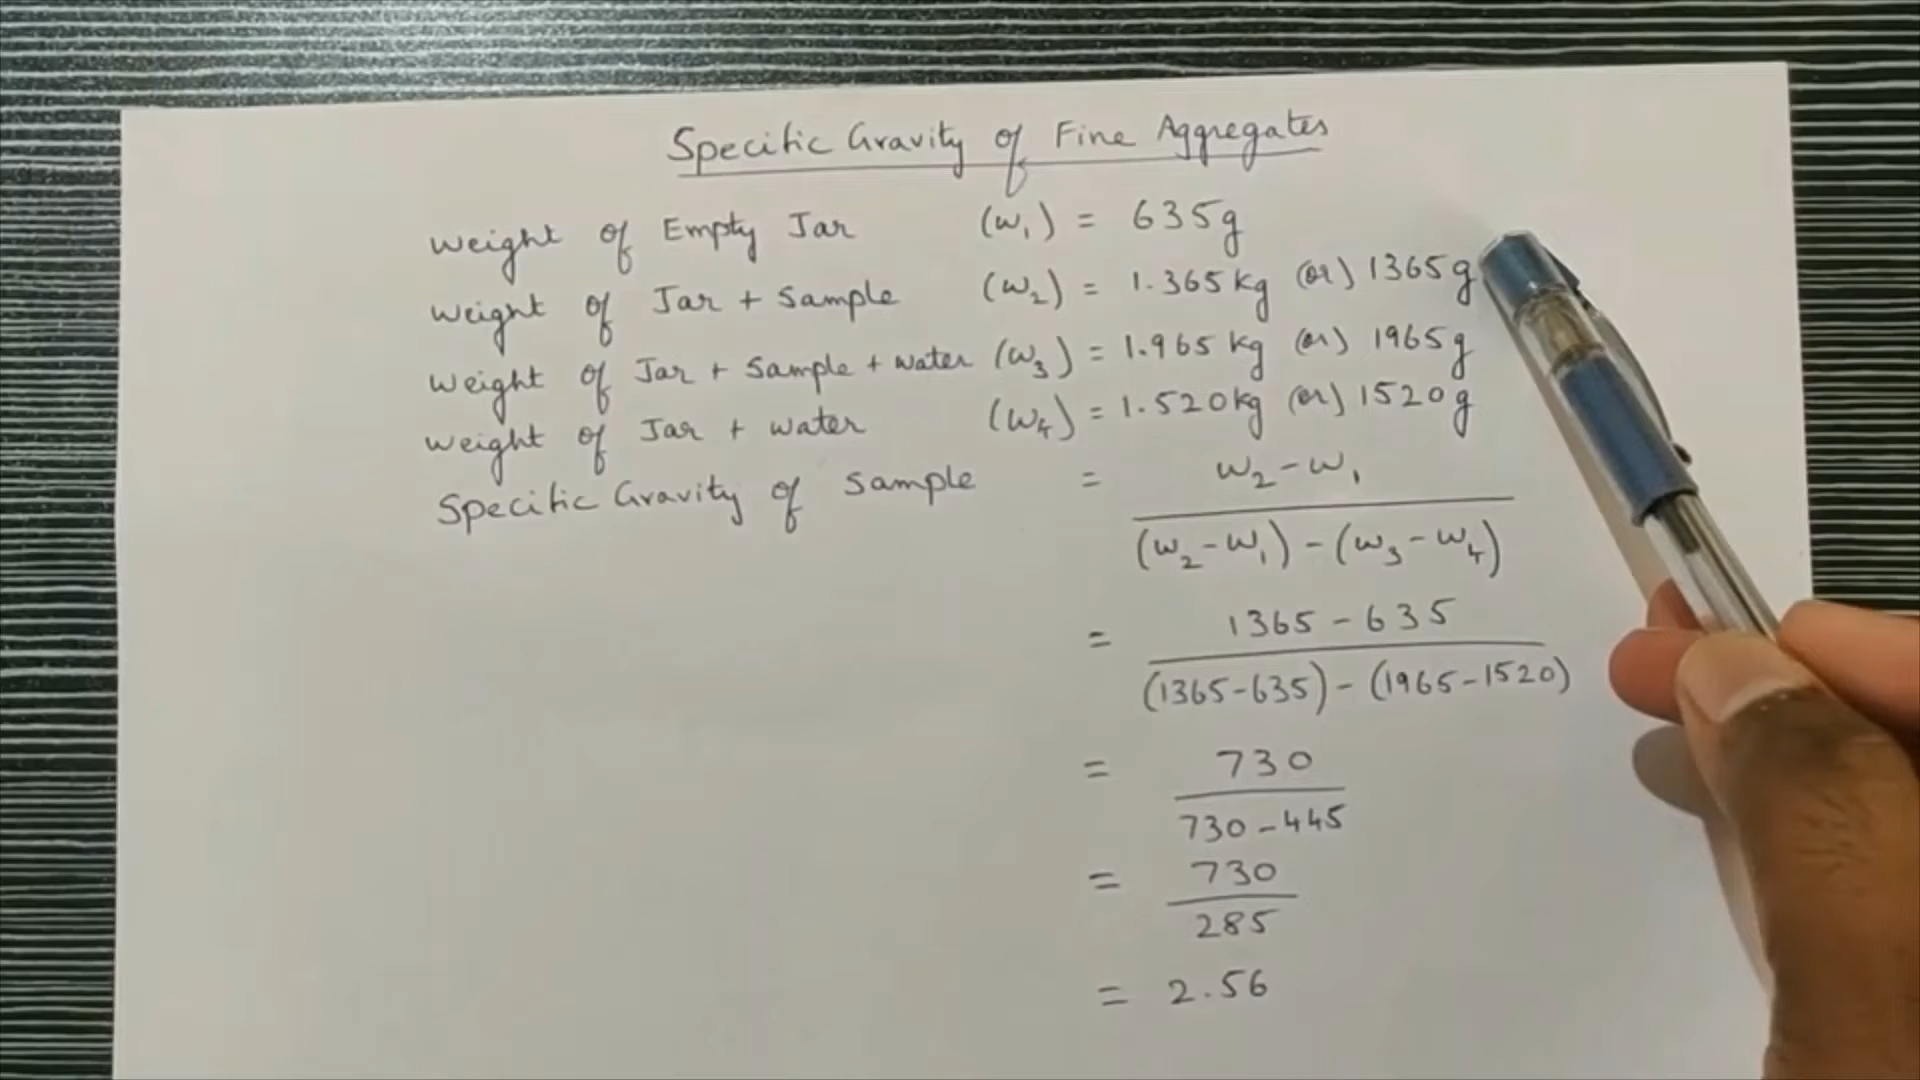 Specific Gravity of Fine Aggregates
Weight of Empty Jar (w₁) = 635g
Weight of Jar + Sample (w₂) = 1.365 kg (or) 1365g
Weight of Jar + Sample + water (w₃) = 1.965 kg (or) 1965g
Weight of Jar + water (w₄) = 1.520kg (or) 1520g
Specific Gravity of Sample = w₂ - w₁
(w₂ - w₁) - (w₃ - w₄)
= 1365 - 635
(1365-635) - (1965-1520)
= 730
730 - 445
= 730
285
= 2.56